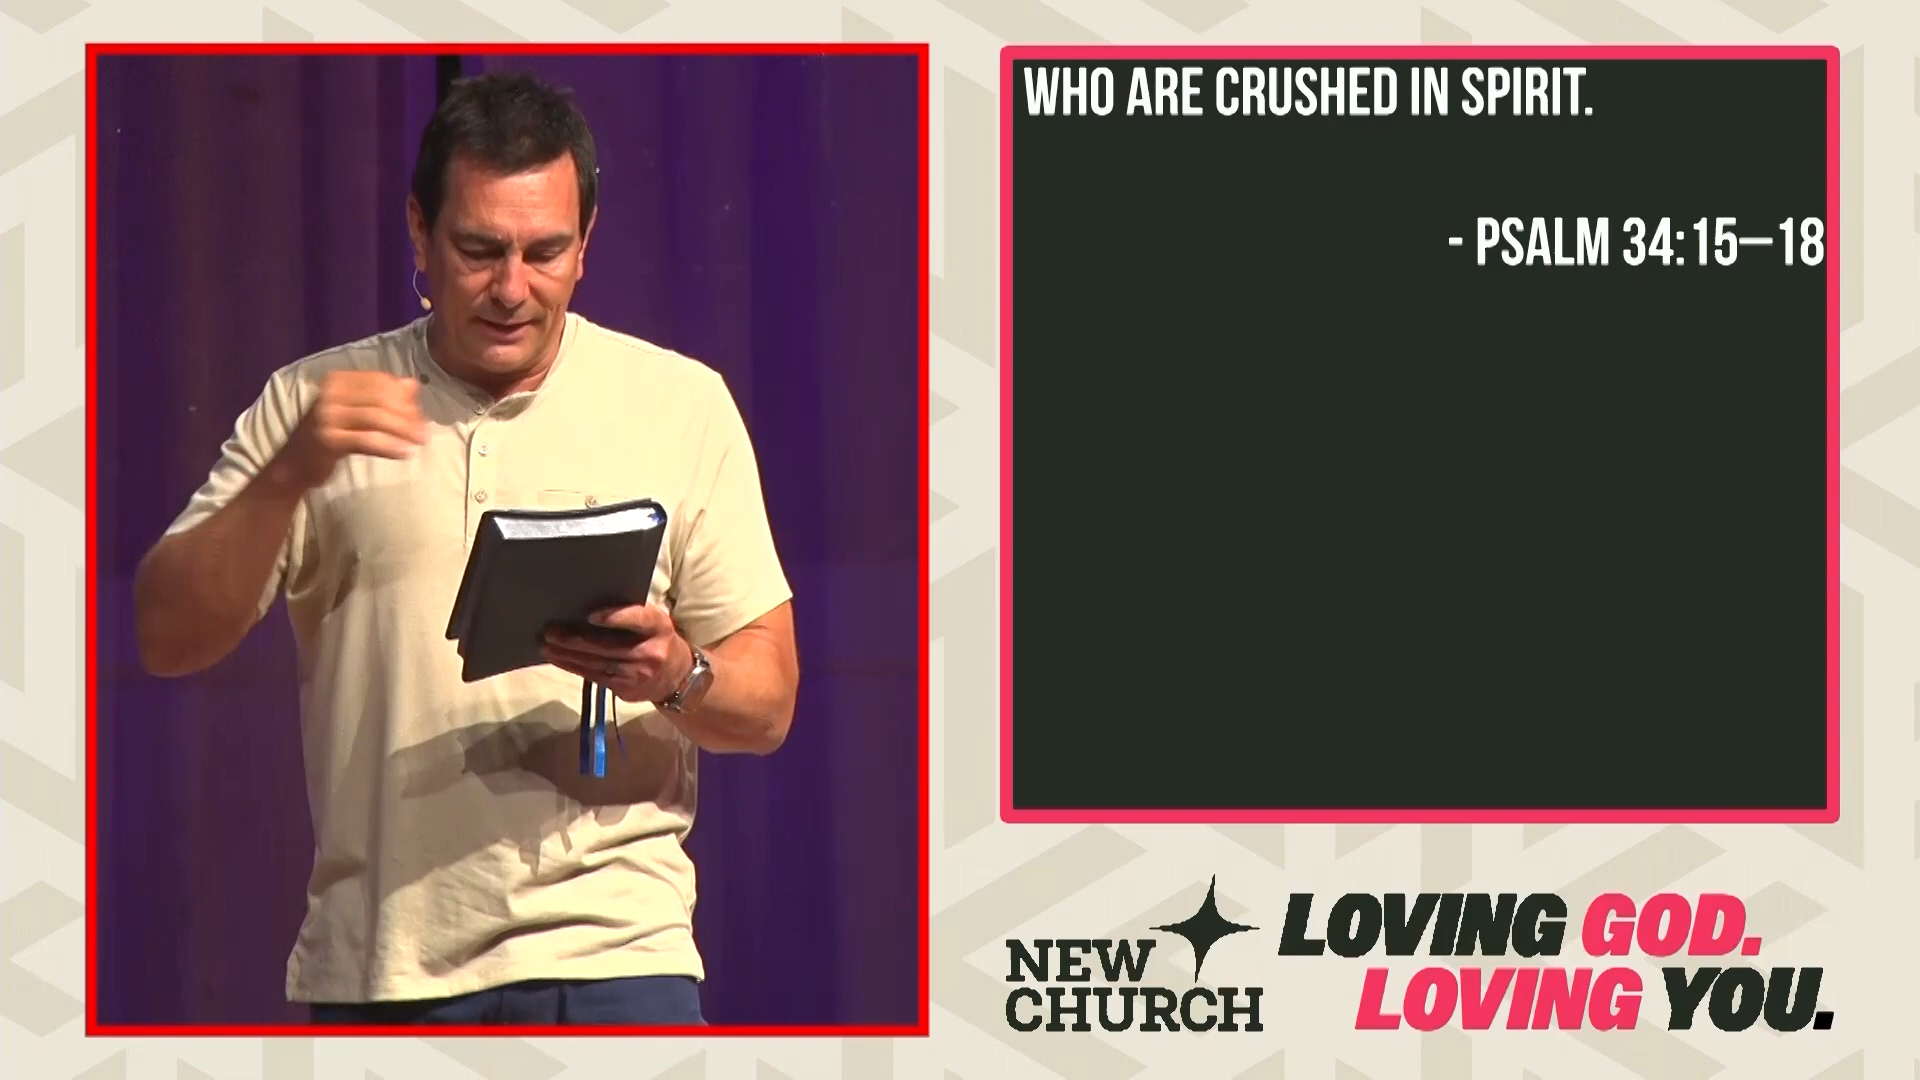 WHO ARE CRUSHED IN SPIRIT.
- PSALM 34:15–18
NEW
CHURCH
LOVING GOD.
LOVING YOU.